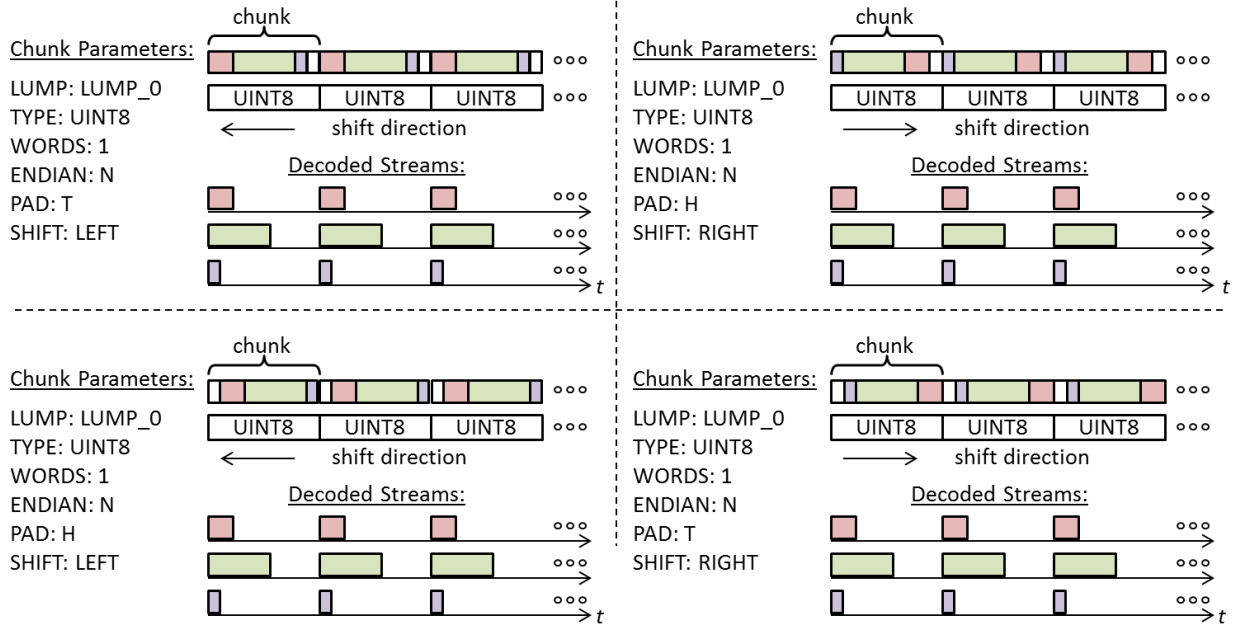 chunk
Chunk Parameters:
LUMP: LUMP_0
TYPE: UINT8
WORDS: 1
ENDIAN: N
PAD: T
SHIFT: LEFT
UINT8 UINT8 UINT8
shift direction
Decoded Streams:
t
chunk
Chunk Parameters:
LUMP: LUMP_0
TYPE: UINT8
WORDS: 1
ENDIAN: N
PAD: H
SHIFT: RIGHT
UINT8 UINT8 UINT8
shift direction
Decoded Streams:
t
chunk
Chunk Parameters:
LUMP: LUMP_0
TYPE: UINT8
WORDS: 1
ENDIAN: N
PAD: H
SHIFT: LEFT
UINT8 UINT8 UINT8
shift direction
Decoded Streams:
t
chunk
Chunk Parameters:
LUMP: LUMP_0
TYPE: UINT8
WORDS: 1
ENDIAN: N
PAD: T
SHIFT: RIGHT
UINT8 UINT8 UINT8
shift direction
Decoded Streams:
t